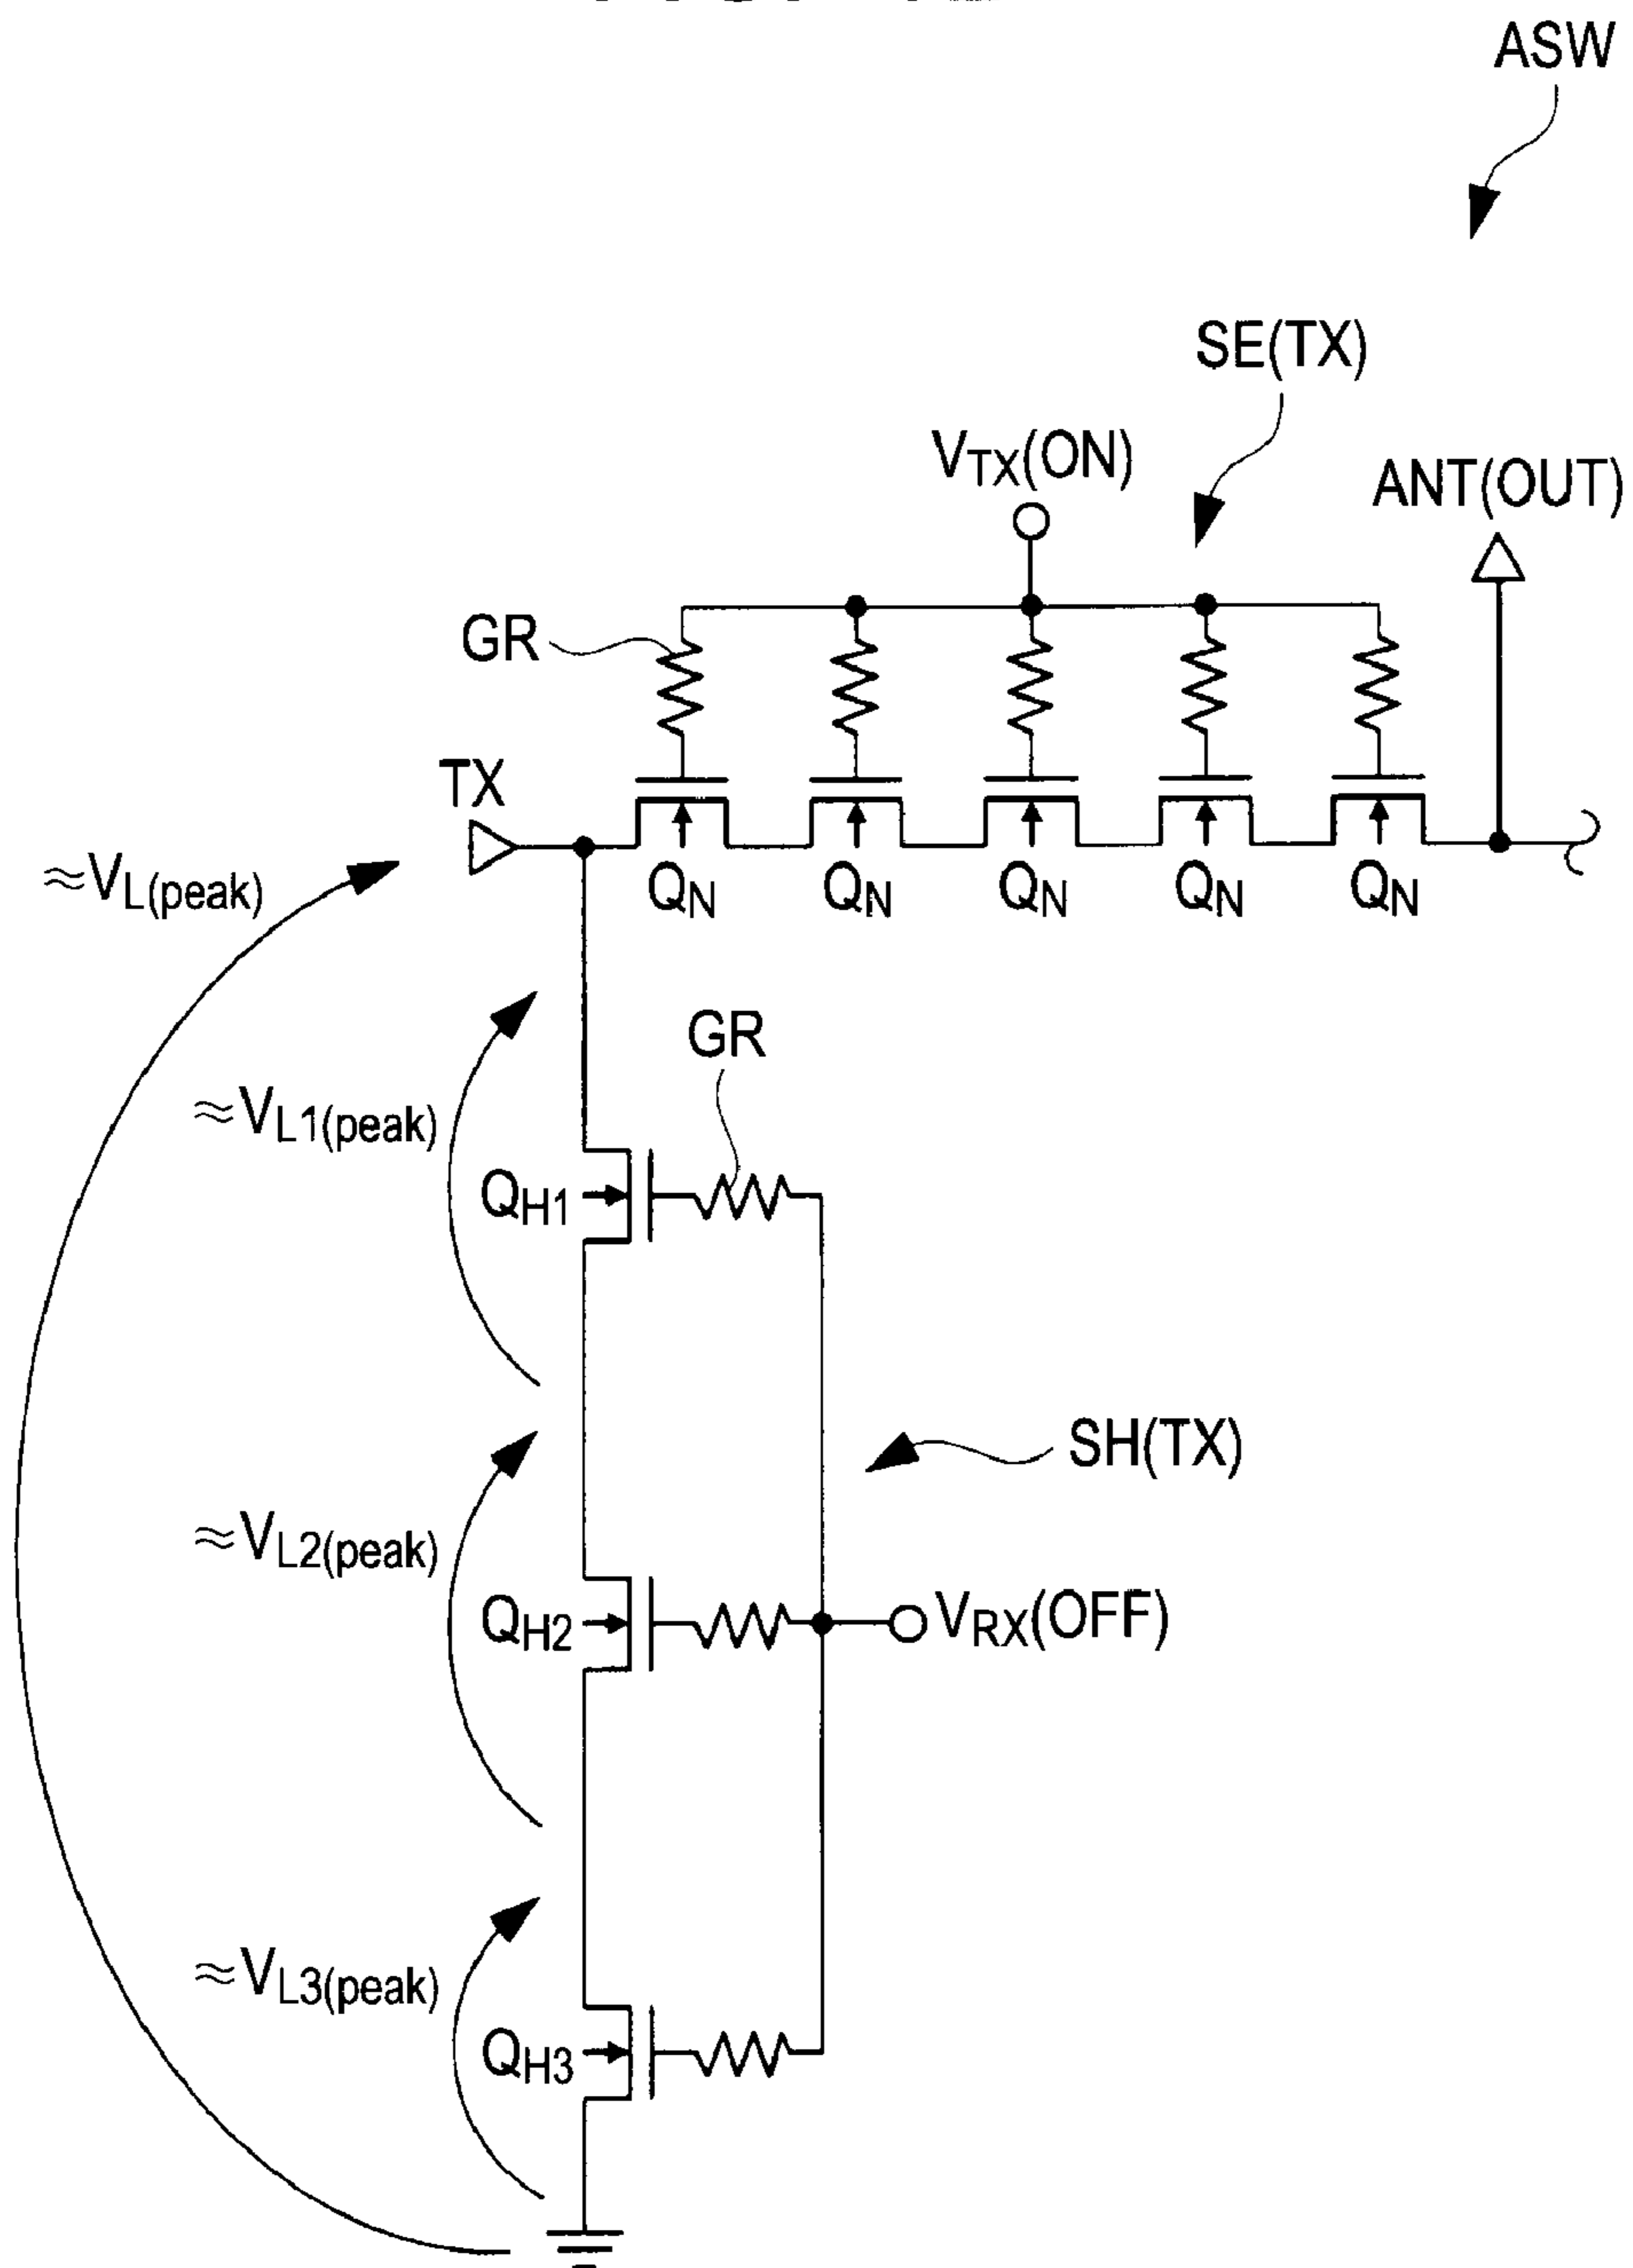 ASW
SE(TX)
VTX(ON)
ANT(OUT)
GR
TX
QN QN QN QN QN
≈VL(peak)
GR
≈VL1(peak)
QH1
SH(TX)
≈VL2(peak)
QH2
VRX(OFF)
≈VL3(peak)
QH3